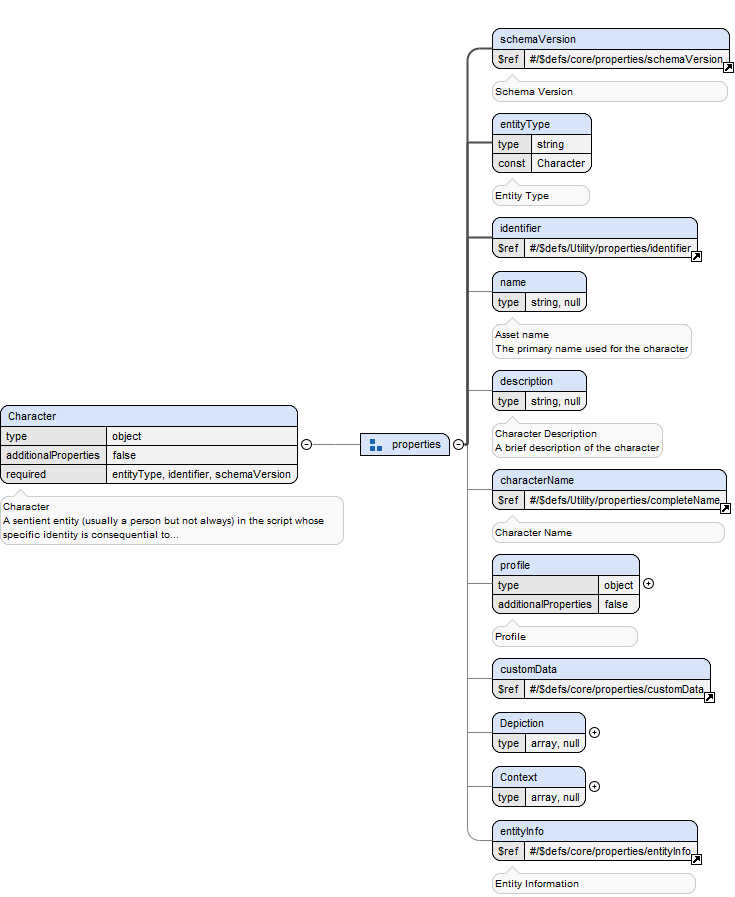 Character
type object
additionalProperties false
required entityType, identifier, schemaVersion
Character
A sentient entity (usually a person but not always) in the script whose
specific identity is consequential to...
properties
schemaVersion
$ref #/$defs/core/properties/schemaVersion
Schema Version
entityType
type string
const Character
Entity Type
identifier
$ref #/$defs/Utility/properties/identifier
name
type string, null
Asset name
The primary name used for the character
description
type string, null
Character Description
A brief description of the character
characterName
$ref #/$defs/Utility/properties/completeName
Character Name
profile
type object
additionalProperties false
Profile
customData
$ref #/$defs/core/properties/customData
Depiction
type array, null
Context
type array, null
entityInfo
$ref #/$defs/core/properties/entityInfo
Entity Information